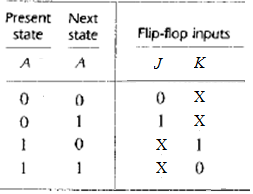 Present Next
state state Flip-flop inputs
A A J K
0 0 0 X
0 1 1 X
1 0 X 1
1 1 X 0